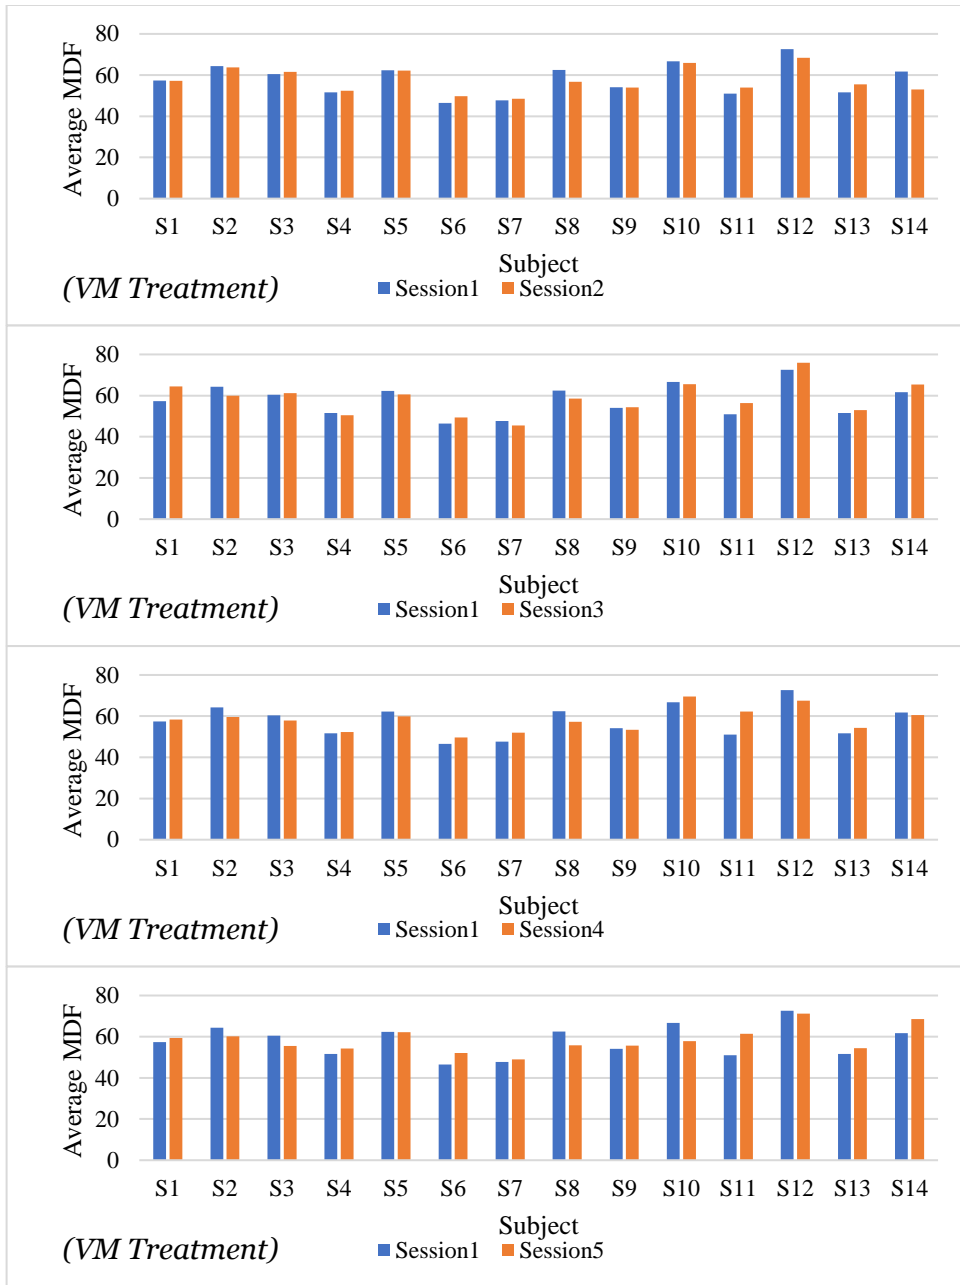 80
60
40
20
0
Average MDF
S1 S2 S3 S4 S5 S6 S7 S8 S9 S10 S11 S12 S13 S14
Subject
(VM Treatment)
Session1 Session2
80
60
40
20
0
Average MDF
S1 S2 S3 S4 S5 S6 S7 S8 S9 S10 S11 S12 S13 S14
Subject
(VM Treatment)
Session1 Session3
80
60
40
20
0
Average MDF
S1 S2 S3 S4 S5 S6 S7 S8 S9 S10 S11 S12 S13 S14
Subject
(VM Treatment)
Session1 Session4
80
60
40
20
0
Average MDF
S1 S2 S3 S4 S5 S6 S7 S8 S9 S10 S11 S12 S13 S14
Subject
(VM Treatment)
Session1 Session5